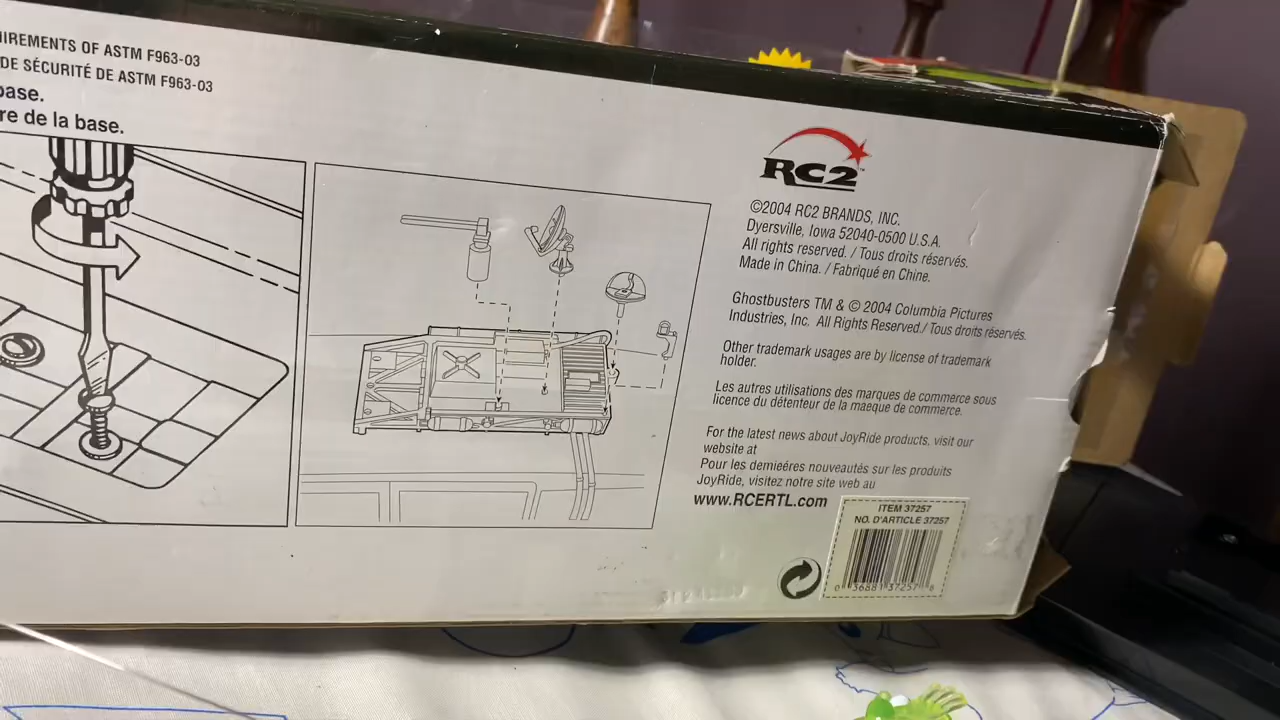 IREMENTS OF ASTM F963-03
DE SÉCURITÉ DE ASTM F963-03
base.
re de la base.
RC2
©2004 RC2 BRANDS, INC.
Dyersville, Iowa 52040-0500 U.S.A.
All rights reserved. / Tous droits réservés.
Made in China. / Fabriqué en Chine.
Ghostbusters TM & © 2004 Columbia Pictures
Industries, Inc. All Rights Reserved./ Tous droits réservés.
Other trademark usages are by license of trademark
holder.
Les autres utilisations des marques de commerce sous
licence du détenteur de la maeque de commerce.
For the latest news about JoyRide products, visit our
website at
Pour les demieéres nouveautés sur les produits
JoyRide, visitez notre site web au
www.RCERTL.com
ITEM 37257
NO. D'ARTICLE 37257
0 36881 37257 6